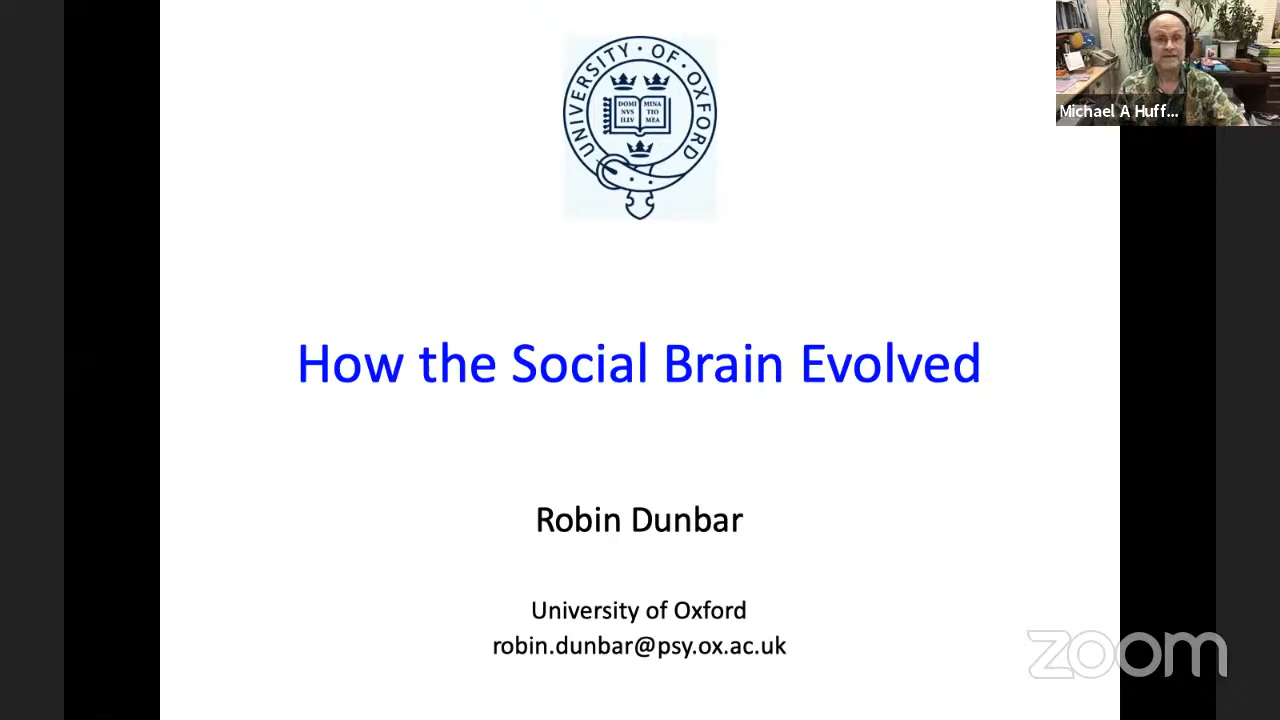 UNIVERSITY · OF · OXFORD
DOMI MINA
NVS TIO
ILLV MEA
Michael A Huff...
How the Social Brain Evolved
Robin Dunbar
University of Oxford
robin.dunbar@psy.ox.ac.uk
zoom